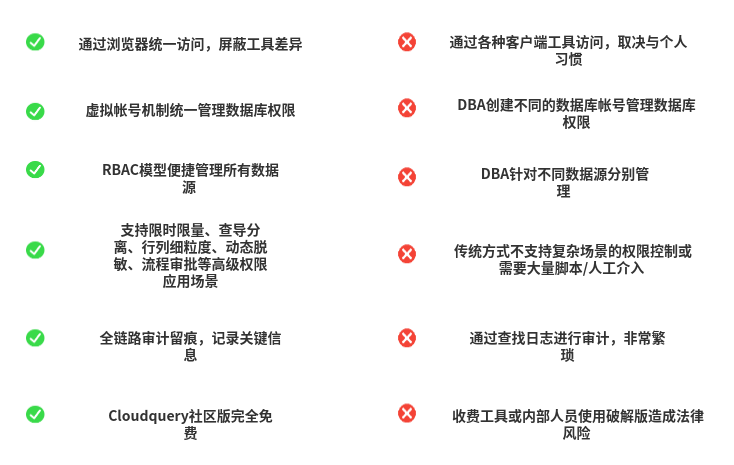 通过浏览器统一访问，屏蔽工具差异
通过各种客户端工具访问，取决与个人
习惯
虚拟帐号机制统一管理数据库权限
DBA创建不同的数据库帐号管理数据库
权限
RBAC模型便捷管理所有数据
源
DBA针对不同数据源分别管
理
支持限时限量、查导分
离、行列细粒度、动态脱
敏、流程审批等高级权限
应用场景
传统方式不支持复杂场景的权限控制或
需要大量脚本/人工介入
全链路审计留痕，记录关键信
息
通过查找日志进行审计，非常繁
琐
Cloudquery社区版完全免
费
收费工具或内部人员使用破解版造成法律
风险